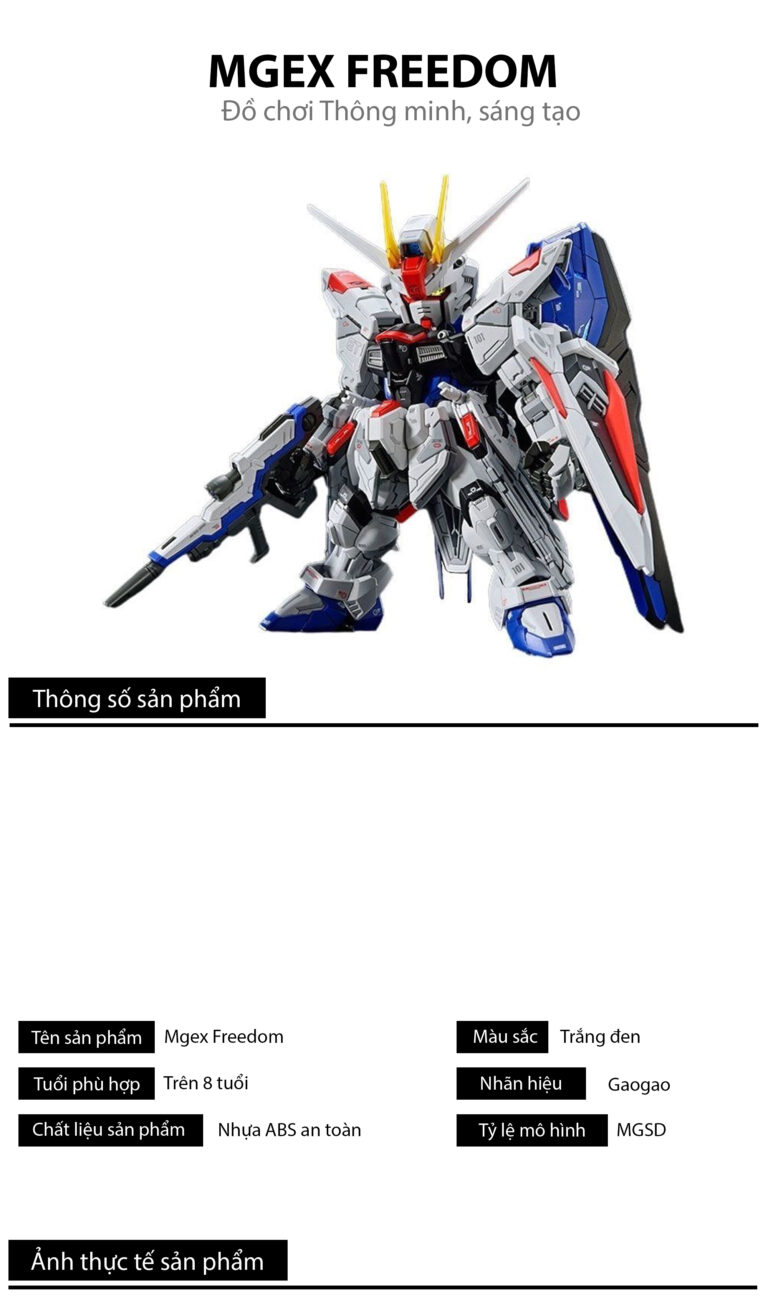 MGEX FREEDOM
Đồ chơi Thông minh, sáng tạo
101
101
Thông số sản phẩm
Tên sản phẩm Mgex Freedom
Màu sắc Trắng đen
Tuổi phù hợp Trên 8 tuổi
Nhãn hiệu Gaogao
Chất liệu sản phẩm Nhựa ABS an toàn
Tỷ lệ mô hình MGSD
Ảnh thực tế sản phẩm